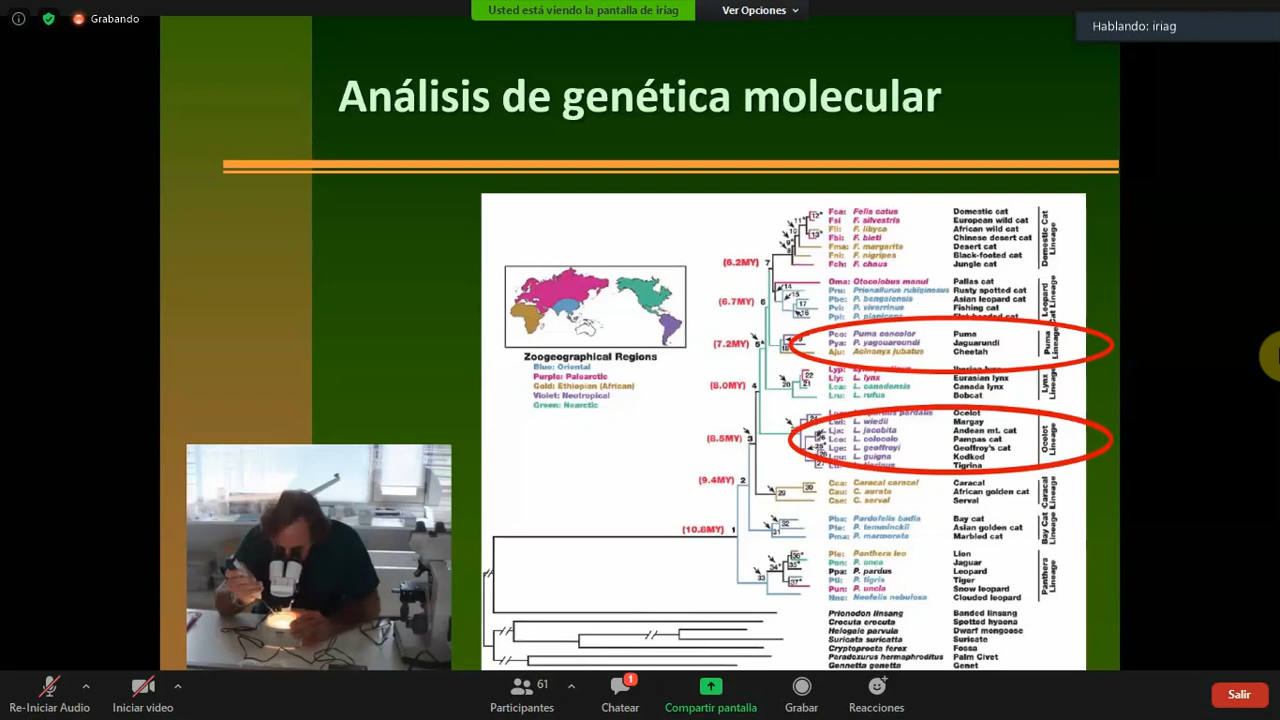 Grabando
Usted está viendo la pantalla de iriag
Ver Opciones
Hablando: iriag
Análisis de genética molecular
Zoogeographical Regions
Blue: Oriental
Purple: Palearctic
Gold: Ethiopian (African)
Violet: Neotropical
Green: Nearctic
(6.2MY) 7
(6.7MY) 6
(7.2MY) 5
(8.0MY) 4
(8.5MY) 3
(9.4MY) 2
(10.8MY) 1
Fca: Felis catus Domestic cat
Fsi F. silvestris European wild cat
Fli: F. libyca African wild cat
Fbi: F. bieti Chinese desert cat
Fma: F. margarita Desert cat
Fni: F. nigripes Black-footed cat
Fch: F. chaus Jungle cat
Domestic Cat Lineage
Oma: Otocolobus manul Pallas cat
Pru: Prionailurus rubiginosus Rusty spotted cat
Pbe: P. bengalensis Asian leopard cat
Pvi: P. viverrinus Fishing cat
Ppl: P. planiceps
Leopard Cat Lineage
Pco: Puma concolor Puma
Pya: P. yagouaroundi Jaguarundi
Aju: Acinonyx jubatus Cheetah
Puma Lineage
Lyp:
Lly: L. lynx Eurasian lynx
Lca: L. canadensis Canada lynx
Lru: L. rufus Bobcat
Lynx Lineage
pardalis Ocelot
Lwi: L. wiedii Margay
Lja: L. jacobita Andean mt. cat
Lco: L. colocolo Pampas cat
Lge: L. geoffroyi Geoffroy's cat
L. guigna Kodkod
Tigrina
Ocelot Lineage
Cca: Caracal caracal Caracal
Cau: C. aurata African golden cat
Cse: C. serval Serval
Caracal Lineage
Pba: Pardofelis badia Bay cat
Pte: P. temminckii Asian golden cat
Pma: P. marmorata Marbled cat
Bay Cat Lineage
Ple: Panthera leo Lion
Pon: P. onca Jaguar
Ppa: P. pardus Leopard
Pti: P. tigris Tiger
Pun: P. uncia Snow leopard
Nne: Neofelis nebulosa Clouded leopard
Panthera Lineage
Prionodon linsang Banded linsang
Crocuta crocuta Spotted hyaena
Helogale parvula Dwarf mongoose
Suricata suricatta Suricate
Cryptoprocta ferox Fossa
Paradoxurus hermaphroditus Palm Civet
Gennetta genetta Genet
61
1
Re-Iniciar Audio
Iniciar video
Participantes
Chatear
Compartir pantalla
Grabar
Reacciones
Salir